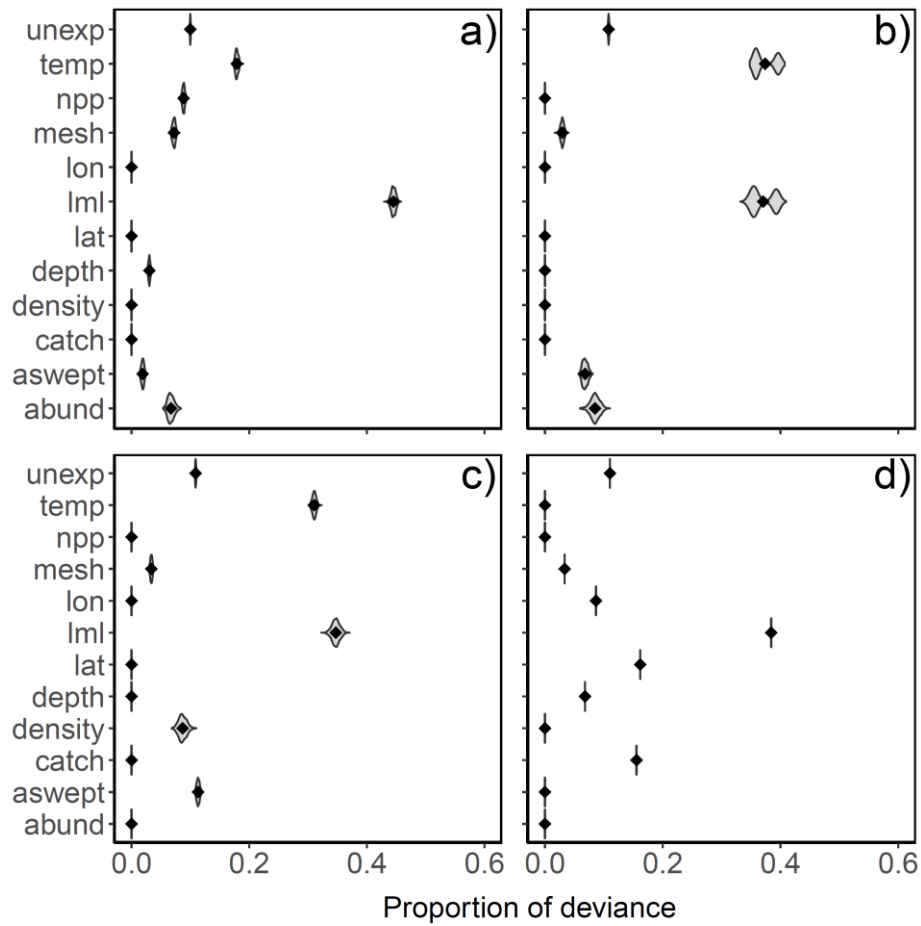 unexp
temp
npp
mesh
lon
lml
lat
depth
density
catch
aswept
abund
a)
b)
unexp
temp
npp
mesh
lon
lml
lat
depth
density
catch
aswept
abund
c)
d)
0.0 0.2 0.4 0.6 0.0 0.2 0.4 0.6
Proportion of deviance